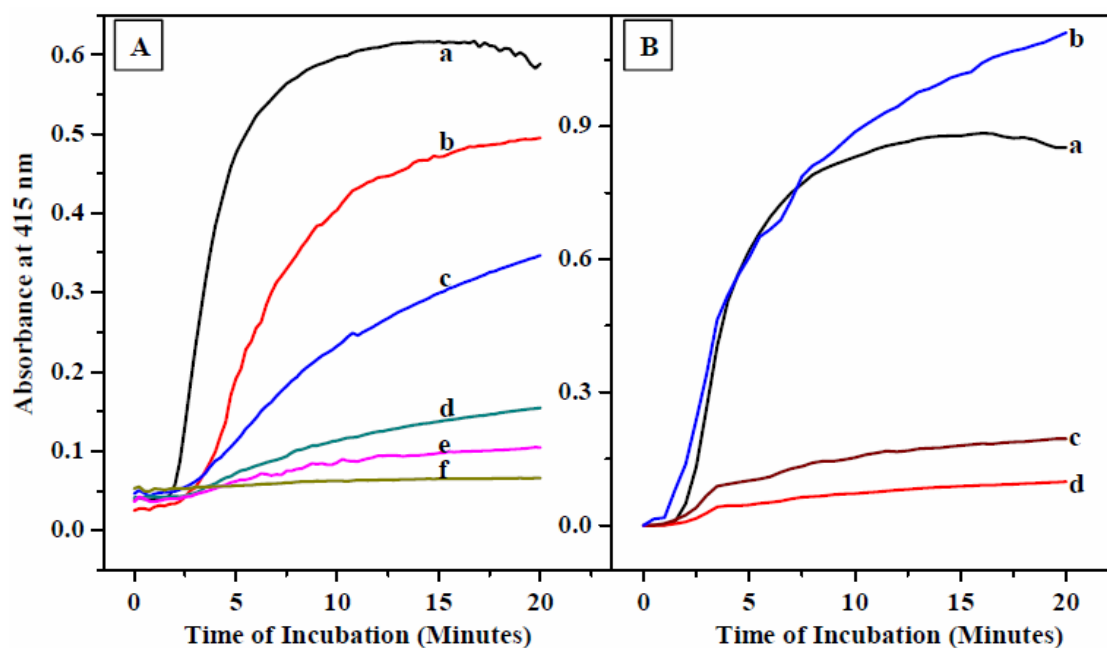 A
B
a
b
c
d
e
f
b
a
c
d
0.6
0.5
0.4
0.3
0.2
0.1
0.0
0.9
0.6
0.3
0.0
Absorbance at 415 nm
0 5 10 15 20
0 5 10 15 20
Time of Incubation (Minutes)
Time of Incubation (Minutes)